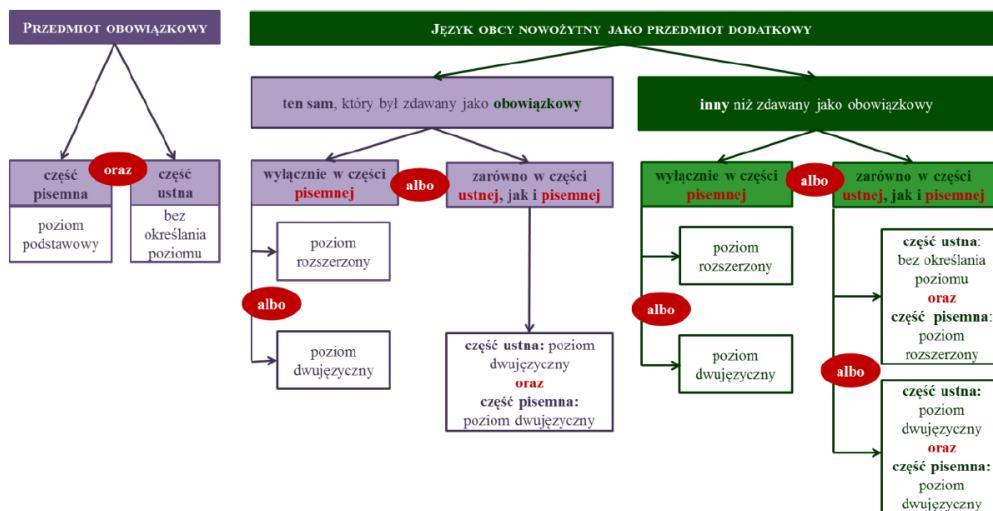 PRZEDMIOT OBOWIĄZKOWY
część
pisemna
oraz
część
ustna
poziom
podstawowy
bez
określania
poziomu
JĘZYK OBCY NOWOŻYTNY JAKO PRZEDMIOT DODATKOWY
ten sam, który był zdawany jako obowiązkowy
wyłącznie w części
pisemnej
albo
zarówno w części
ustnej, jak i pisemnej
poziom
rozszerzony
albo
poziom
dwujęzyczny
część ustna: poziom
dwujęzyczny
oraz
część pisemna:
poziom dwujęzyczny
inny niż zdawany jako obowiązkowy
wyłącznie w części
pisemnej
albo
zarówno w części
ustnej, jak i pisemnej
poziom
rozszerzony
albo
poziom
dwujęzyczny
część ustna:
bez określania
poziomu
oraz
część pisemna:
poziom
rozszerzony
albo
część ustna:
poziom
dwujęzyczny
oraz
część pisemna:
poziom
dwujęzyczny